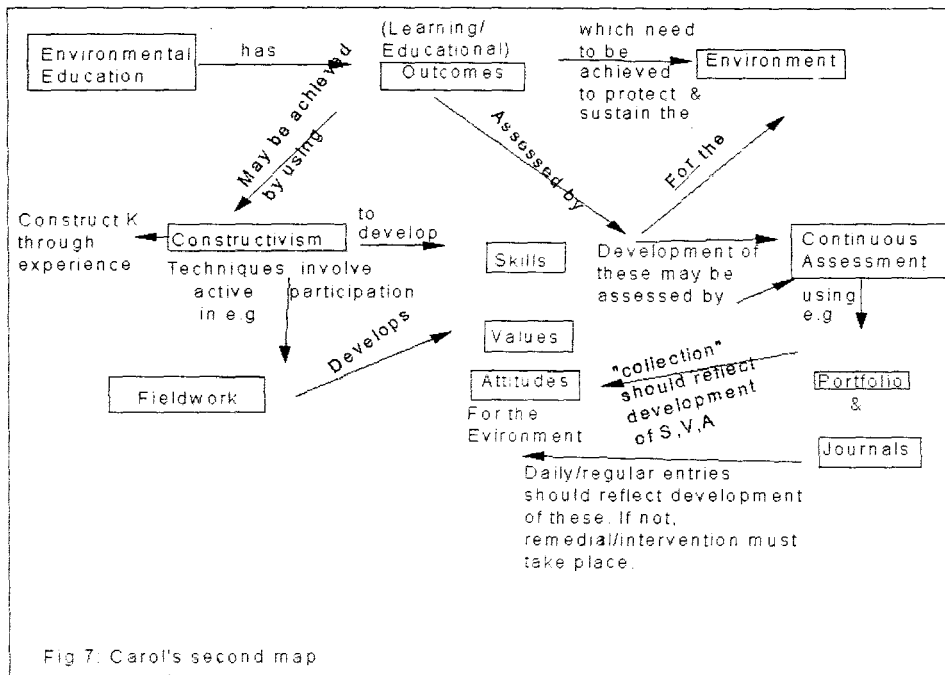 Environmental
Education
has
(Learning/
Educational)
Outcomes
which need
to be
achieved
to protect &
sustain the
Environment
May be achieved
by using
Assessed by
For the
Construct K
through
experience
Constructivism
to
develop
Techniques involve
active participation
in e.g
Skills
Development of
these may be
assessed by
Continuous
Assessment
using
e.g
Develops
Values
Fieldwork
Attitudes
For the
Evironment
"collection"
should reflect
development
of S,V,A
Portfolio
&
Journals
Daily/regular entries
should reflect development
of these. If not,
remedial/intervention must
take place.
Fig 7: Carol's second map